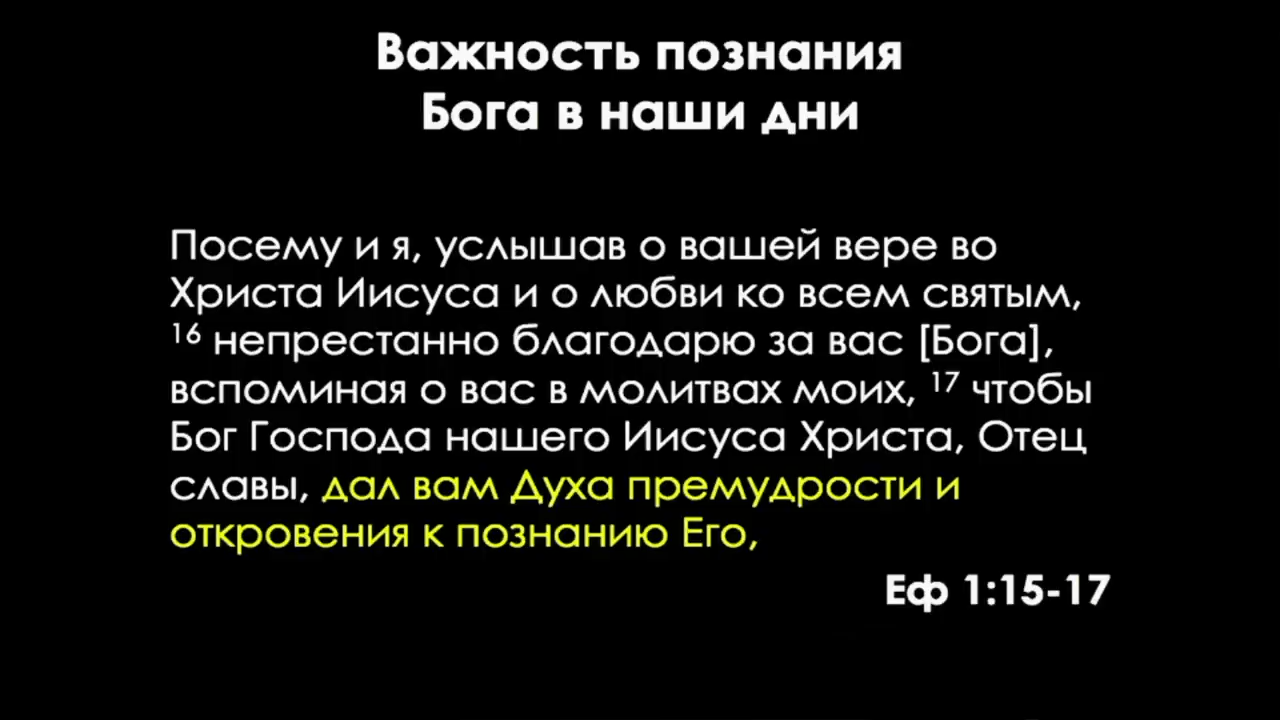 Важность познания
Бога в наши дни
Посему и я, услышав о вашей вере во
Христа Иисуса и о любви ко всем святым,
¹⁶ непрестанно благодарю за вас [Бога],
вспоминая о вас в молитвах моих, ¹⁷ чтобы
Бог Господа нашего Иисуса Христа, Отец
славы, дал вам Духа премудрости и
откровения к познанию Его,
Еф 1:15-17